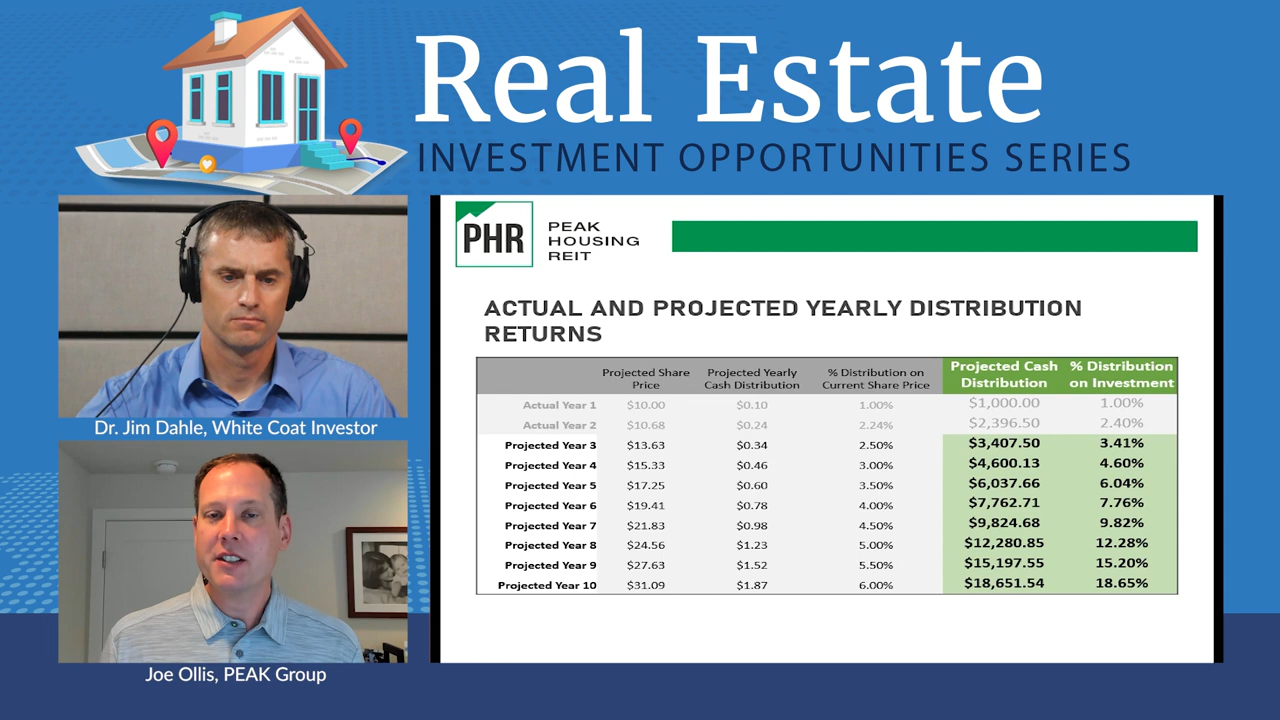 Real Estate
INVESTMENT OPPORTUNITIES SERIES
Dr. Jim Dahle, White Coat Investor
Joe Ollis, PEAK Group
PHR
PEAK
HOUSING
REIT
ACTUAL AND PROJECTED YEARLY DISTRIBUTION
RETURNS
Projected Share Price Projected Yearly Cash Distribution % Distribution on Current Share Price Projected Cash Distribution % Distribution on Investment
Actual Year 1 $10.00 $0.10 1.00% $1,000.00 1.00%
Actual Year 2 $10.68 $0.24 2.24% $2,396.50 2.40%
Projected Year 3 $13.63 $0.34 2.50% $3,407.50 3.41%
Projected Year 4 $15.33 $0.46 3.00% $4,600.13 4.60%
Projected Year 5 $17.25 $0.60 3.50% $6,037.66 6.04%
Projected Year 6 $19.41 $0.78 4.00% $7,762.71 7.76%
Projected Year 7 $21.83 $0.98 4.50% $9,824.68 9.82%
Projected Year 8 $24.56 $1.23 5.00% $12,280.85 12.28%
Projected Year 9 $27.63 $1.52 5.50% $15,197.55 15.20%
Projected Year 10 $31.09 $1.87 6.00% $18,651.54 18.65%